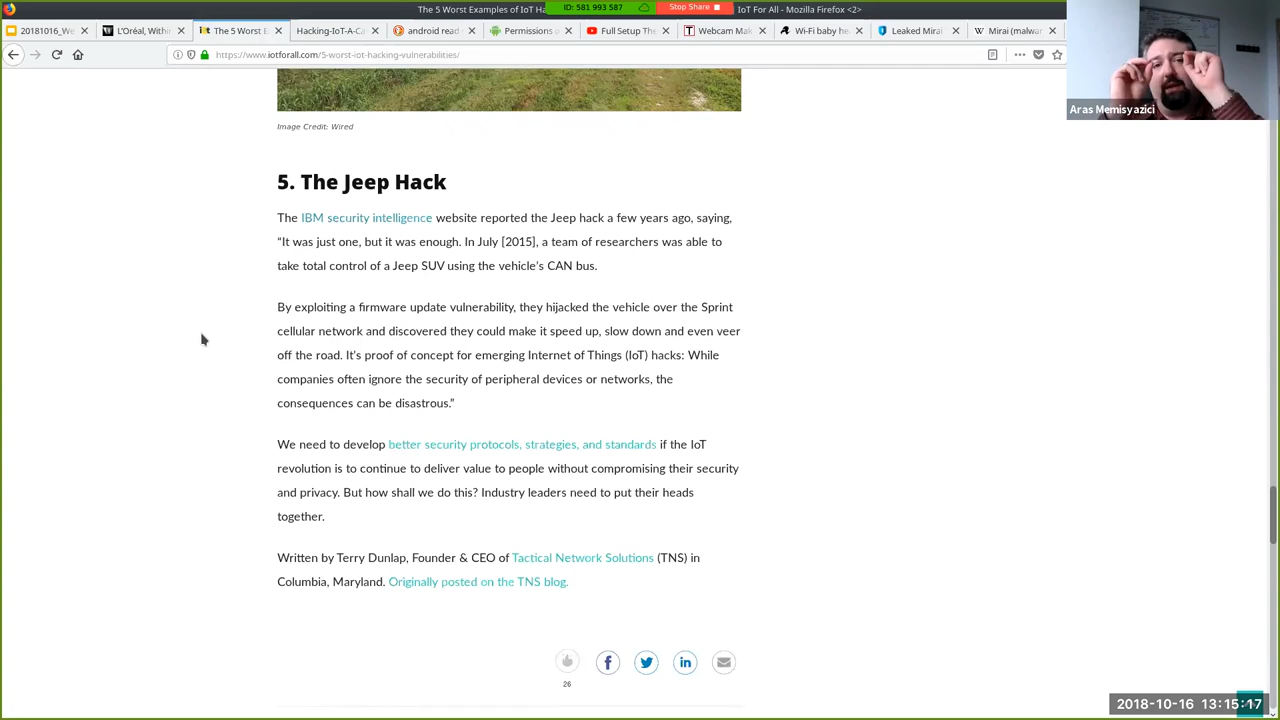 The 5 Worst Examples of IoT Ha
ID: 581 993 587
Stop Share
IoT For All - Mozilla Firefox <2>
20181016_We
L'Oréal, Withi
The 5 Worst E
Hacking-IoT-A-Ca
android read
Permissions o
Full Setup The
Webcam Mak
Wi-Fi baby he
Leaked Mirai
Mirai (malwar
https://www.iotforall.com/5-worst-iot-hacking-vulnerabilities/
Aras Memisyazici
Image Credit: Wired
5. The Jeep Hack
The IBM security intelligence website reported the Jeep hack a few years ago, saying,
“It was just one, but it was enough. In July [2015], a team of researchers was able to
take total control of a Jeep SUV using the vehicle’s CAN bus.
By exploiting a firmware update vulnerability, they hijacked the vehicle over the Sprint
cellular network and discovered they could make it speed up, slow down and even veer
off the road. It’s proof of concept for emerging Internet of Things (IoT) hacks: While
companies often ignore the security of peripheral devices or networks, the
consequences can be disastrous.”
We need to develop better security protocols, strategies, and standards if the IoT
revolution is to continue to deliver value to people without compromising their security
and privacy. But how shall we do this? Industry leaders need to put their heads
together.
Written by Terry Dunlap, Founder & CEO of Tactical Network Solutions (TNS) in
Columbia, Maryland. Originally posted on the TNS blog.
26
2018-10-16 13:15:17